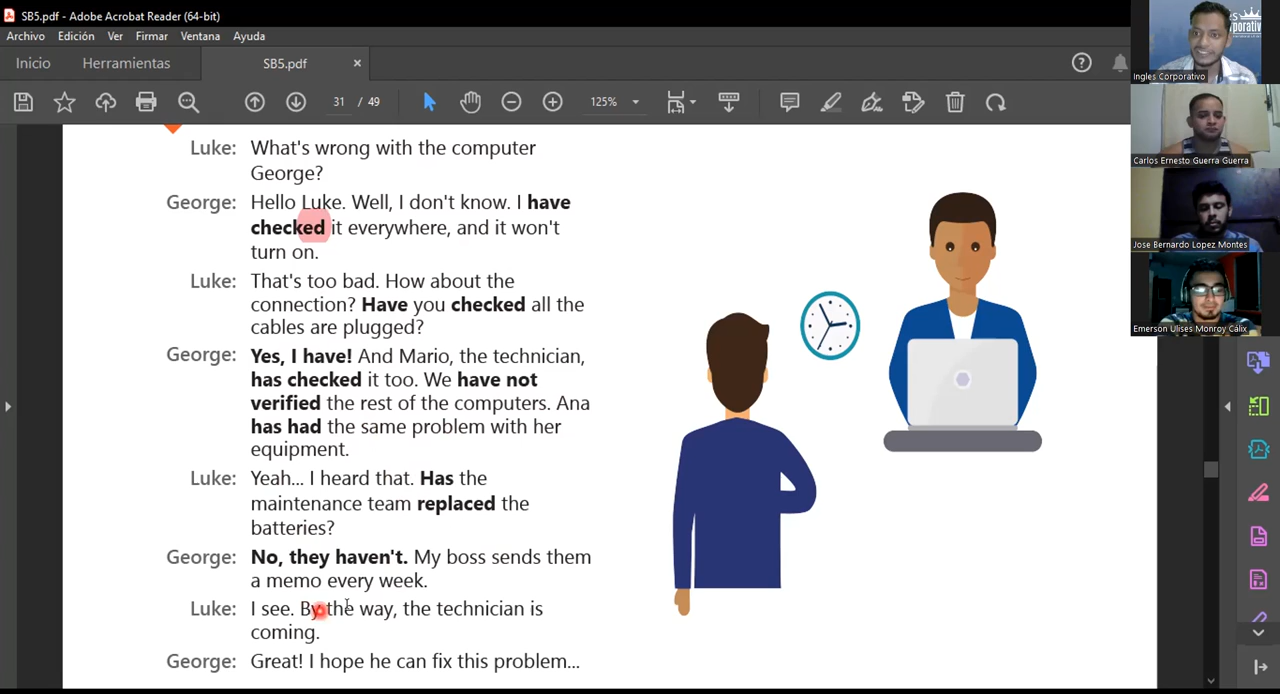 SB5.pdf - Adobe Acrobat Reader (64-bit)
Archivo Edición Ver Firmar Ventana Ayuda
Inicio Herramientas SB5.pdf ×
31 / 49 125%
Luke: What's wrong with the computer
George?
George: Hello Luke. Well, I don't know. I have
checked it everywhere, and it won't
turn on.
Luke: That's too bad. How about the
connection? Have you checked all the
cables are plugged?
George: Yes, I have! And Mario, the technician,
has checked it too. We have not
verified the rest of the computers. Ana
has had the same problem with her
equipment.
Luke: Yeah... I heard that. Has the
maintenance team replaced the
batteries?
George: No, they haven't. My boss sends them
a memo every week.
Luke: I see. By the way, the technician is
coming.
George: Great! I hope he can fix this problem...
Ingles Corporativo
Carlos Ernesto Guerra Guerra
Jose Bernardo Lopez Montes
Emerson Ulises Monroy Cálix